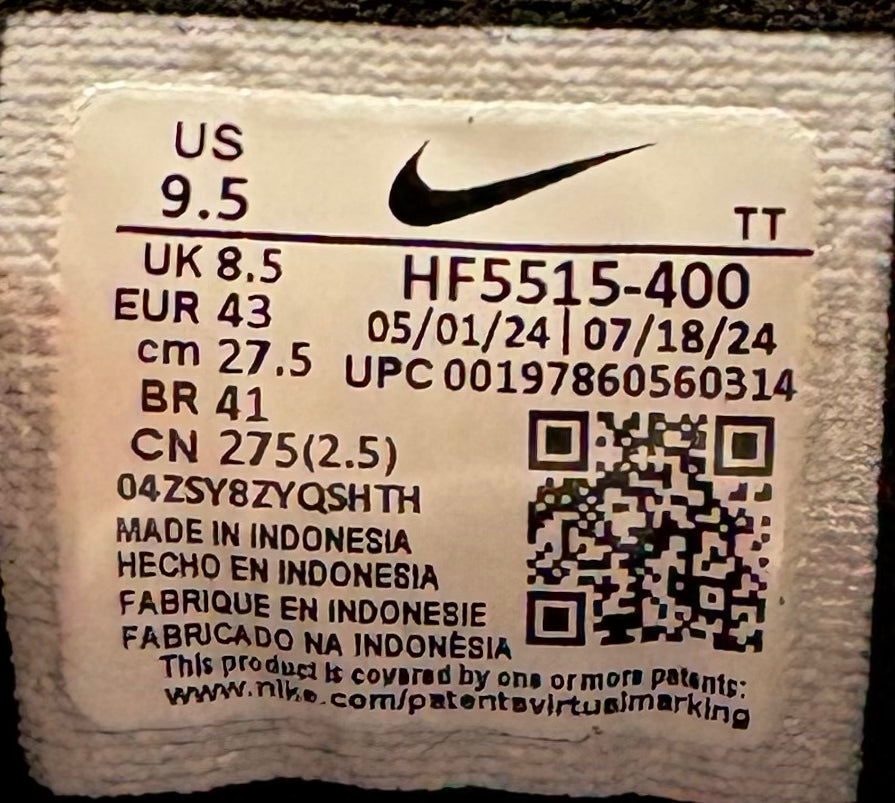 US
9.5
TT
UK 8.5
EUR 43
cm 27.5
BR 41
CN 275(2.5)
HF5515-400
05/01/24 | 07/18/24
UPC 00197860560314
04ZSY8ZYQSHTH
MADE IN INDONESIA
HECHO EN INDONESIA
FABRIQUE EN INDONESIE
FABRICADO NA INDONÉSIA
This product is covered by one or more patents:
www.nike.com/patentsvirtualmarking